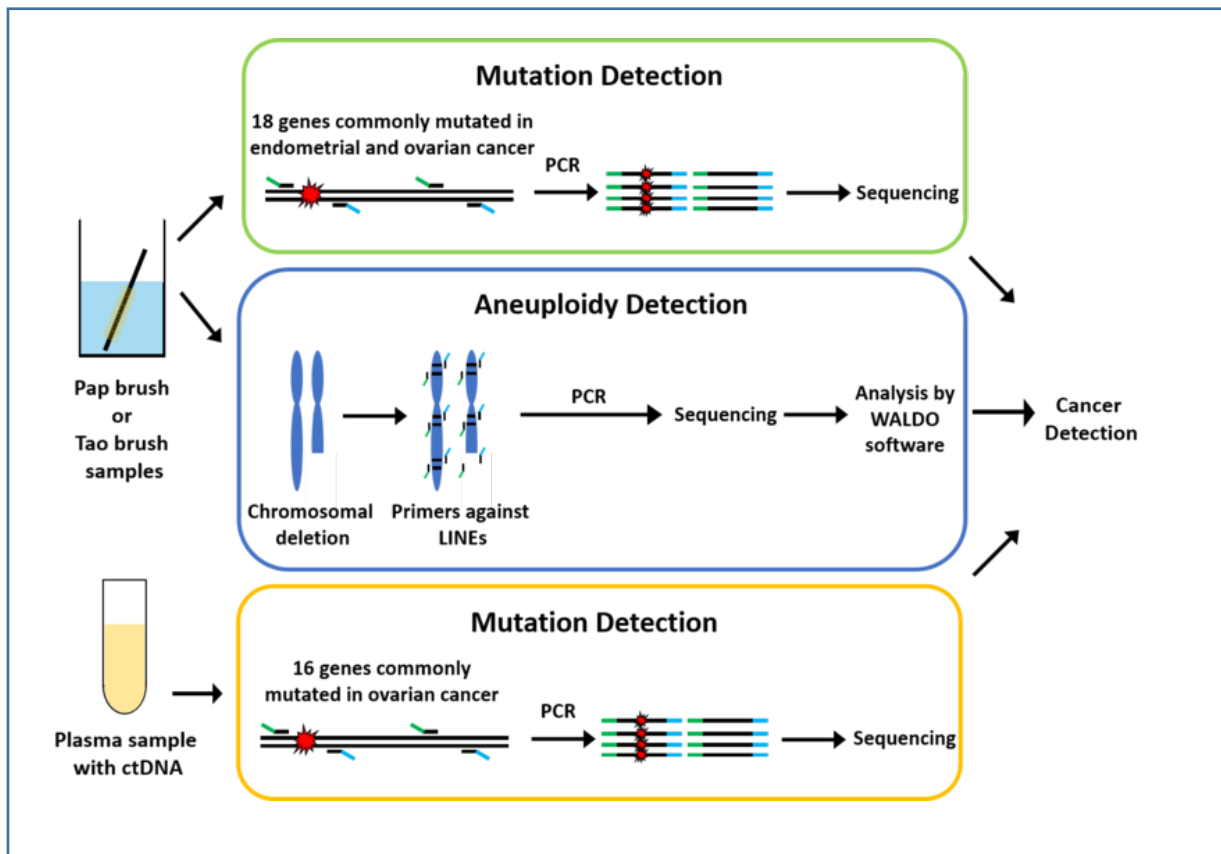 Mutation Detection
18 genes commonly mutated in
endometrial and ovarian cancer
PCR
Sequencing
Pap brush
or
Tao brush
samples
Aneuploidy Detection
Chromosomal
deletion
Primers against
LINEs
PCR
Sequencing
Analysis by
WALDO
software
Cancer
Detection
Plasma sample
with ctDNA
Mutation Detection
16 genes commonly
mutated in ovarian cancer
PCR
Sequencing